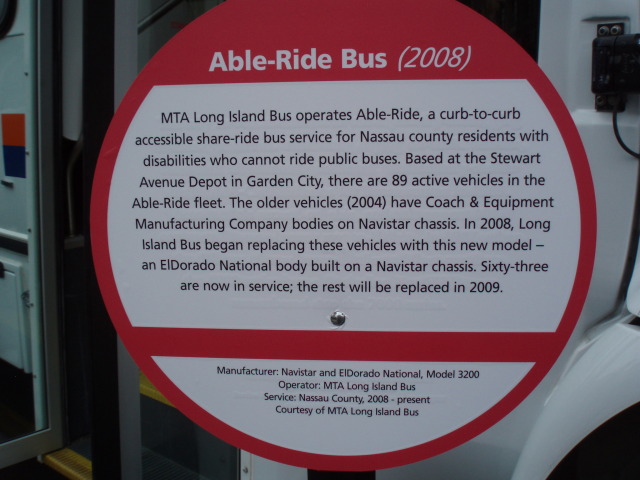 Able-Ride Bus (2008)
MTA Long Island Bus operates Able-Ride, a curb-to-curb
accessible share-ride bus service for Nassau county residents with
disabilities who cannot ride public buses. Based at the Stewart
Avenue Depot in Garden City, there are 89 active vehicles in the
Able-Ride fleet. The older vehicles (2004) have Coach & Equipment
Manufacturing Company bodies on Navistar chassis. In 2008, Long
Island Bus began replacing these vehicles with this new model –
an ElDorado National body built on a Navistar chassis. Sixty-three
are now in service; the rest will be replaced in 2009.
Manufacturer: Navistar and ElDorado National, Model 3200
Operator: MTA Long Island Bus
Service: Nassau County, 2008 - present
Courtesy of MTA Long Island Bus